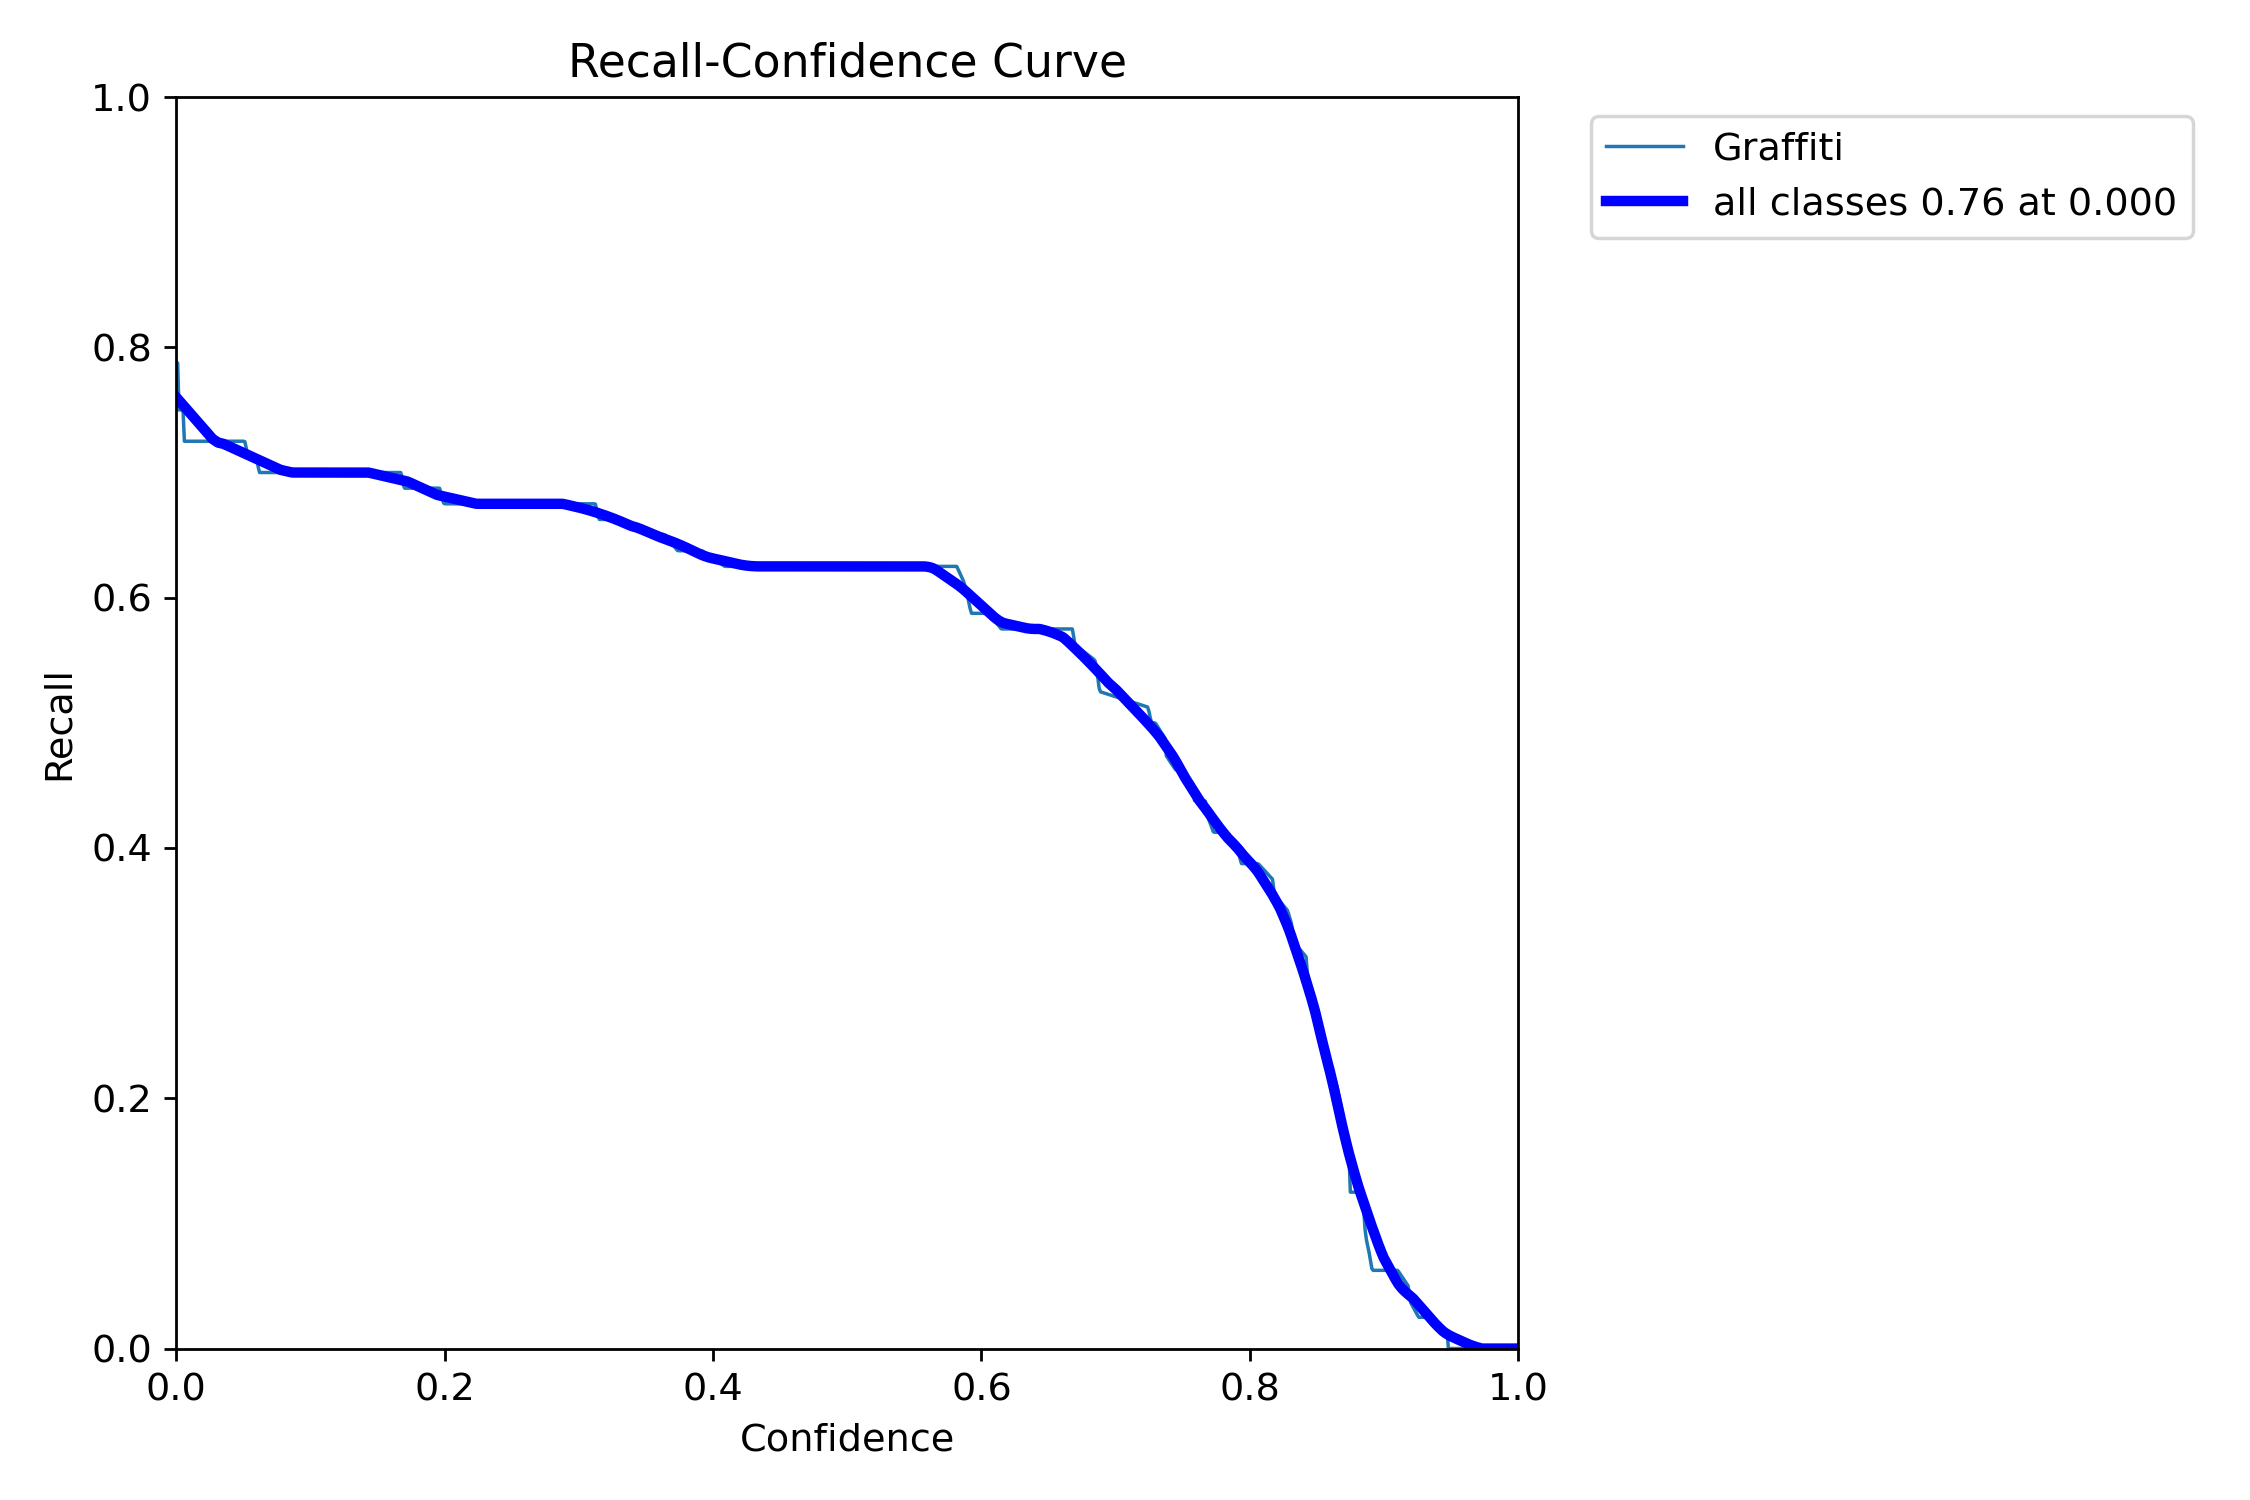 Recall-Confidence Curve
1.0
0.8
0.6
0.4
0.2
0.0
Recall
0.0 0.2 0.4 0.6 0.8 1.0
Confidence
Graffiti
all classes 0.76 at 0.000